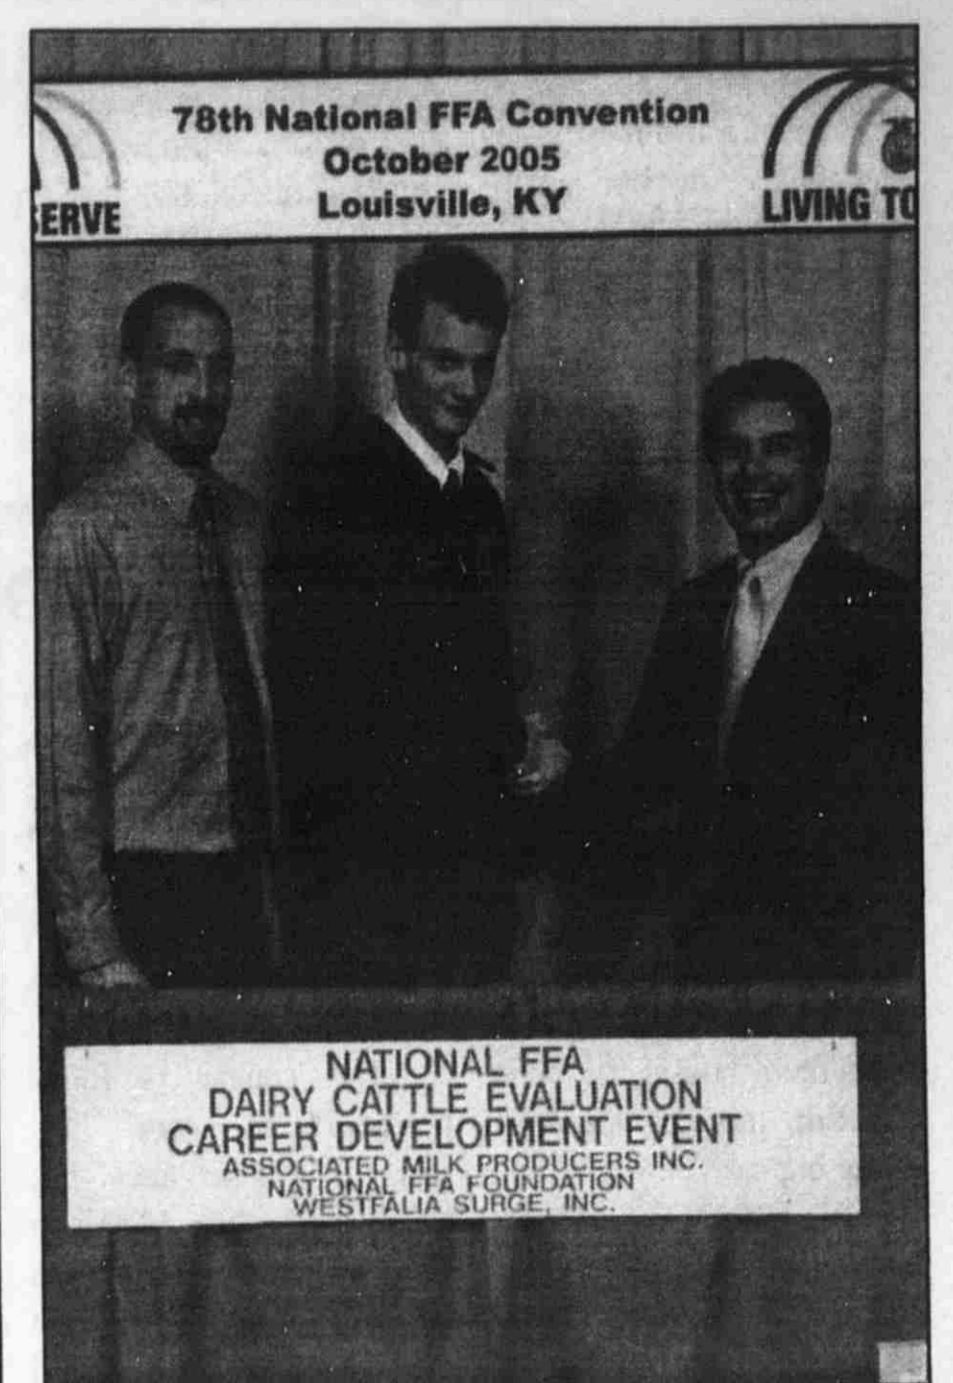 78th National FFA Convention
October 2005
Louisville, KY
SERVE
LIVING TO
NATIONAL FFA
DAIRY CATTLE EVALUATION
CAREER DEVELOPMENT EVENT
ASSOCIATED MILK PRODUCERS INC.
NATIONAL FFA FOUNDATION
WESTFALIA SURGE, INC.